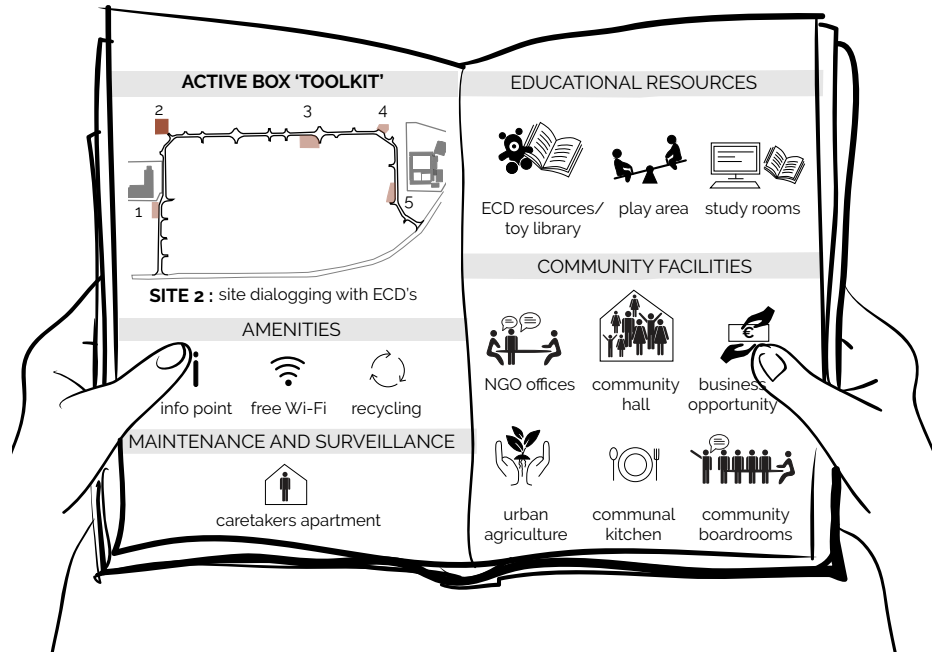 ACTIVE BOX ‘TOOLKIT’
2
3
4
1
5
SITE 2 : site dialogging with ECD's
AMENITIES
i
info point
free Wi-Fi
recycling
MAINTENANCE AND SURVEILLANCE
caretakers apartment
EDUCATIONAL RESOURCES
ECD resources/
toy library
play area
study rooms
COMMUNITY FACILITIES
€
NGO offices
community
hall
business
opportunity
urban
agriculture
communal
kitchen
community
boardrooms